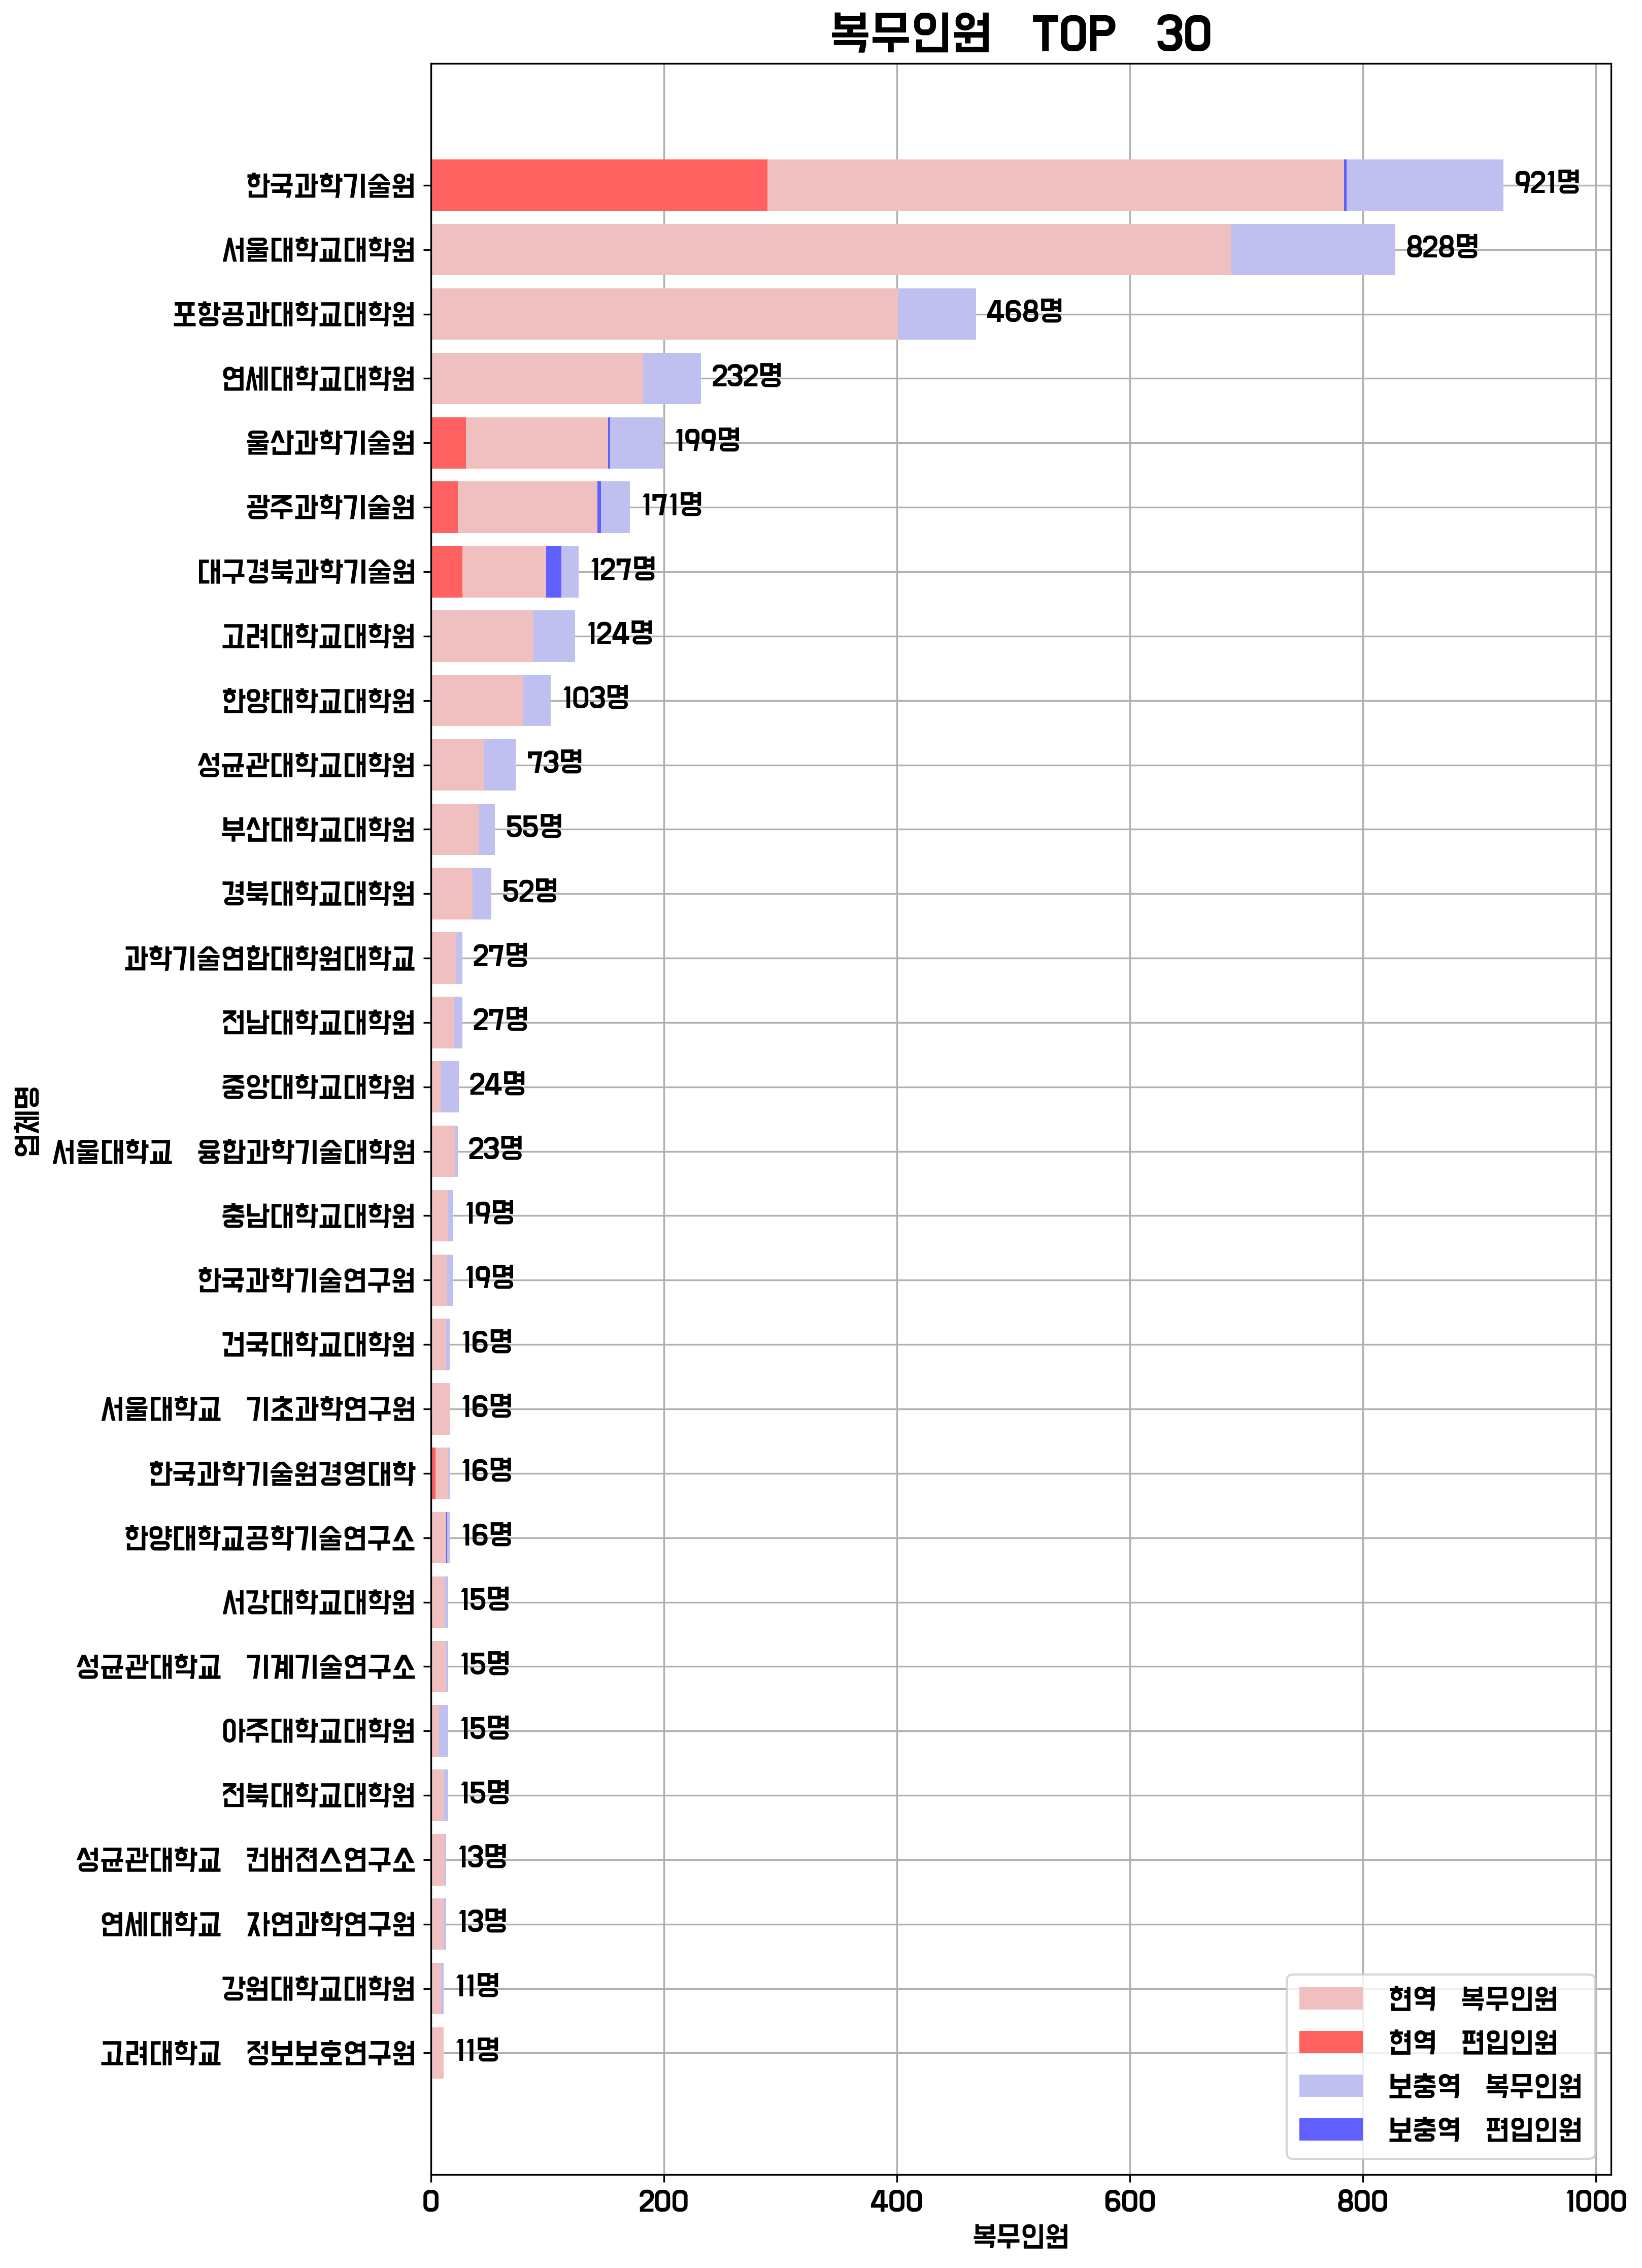 복무인원 TOP 30
한국과학기술원 921명
서울대학교대학원 828명
포항공과대학교대학원 468명
연세대학교대학원 232명
울산과학기술원 199명
광주과학기술원 171명
대구경북과학기술원 127명
고려대학교대학원 124명
한양대학교대학원 103명
성균관대학교대학원 73명
부산대학교대학원 55명
경북대학교대학원 52명
과학기술연합대학원대학교 27명
전남대학교대학원 27명
중앙대학교대학원 24명
업체명
서울대학교 융합과학기술대학원 23명
충남대학교대학원 19명
한국과학기술연구원 19명
건국대학교대학원 16명
서울대학교 기초과학연구원 16명
한국과학기술원경영대학 16명
한양대학교공학기술연구소 16명
서강대학교대학원 15명
성균관대학교 기계기술연구소 15명
아주대학교대학원 15명
전북대학교대학원 15명
성균관대학교 컨버젼스연구소 13명
연세대학교 자연과학연구원 13명
강원대학교대학원 11명
고려대학교 정보보호연구원 11명
현역 복무인원
현역 편입인원
보충역 복무인원
보충역 편입인원
0 200 400 600 800 1000
복무인원